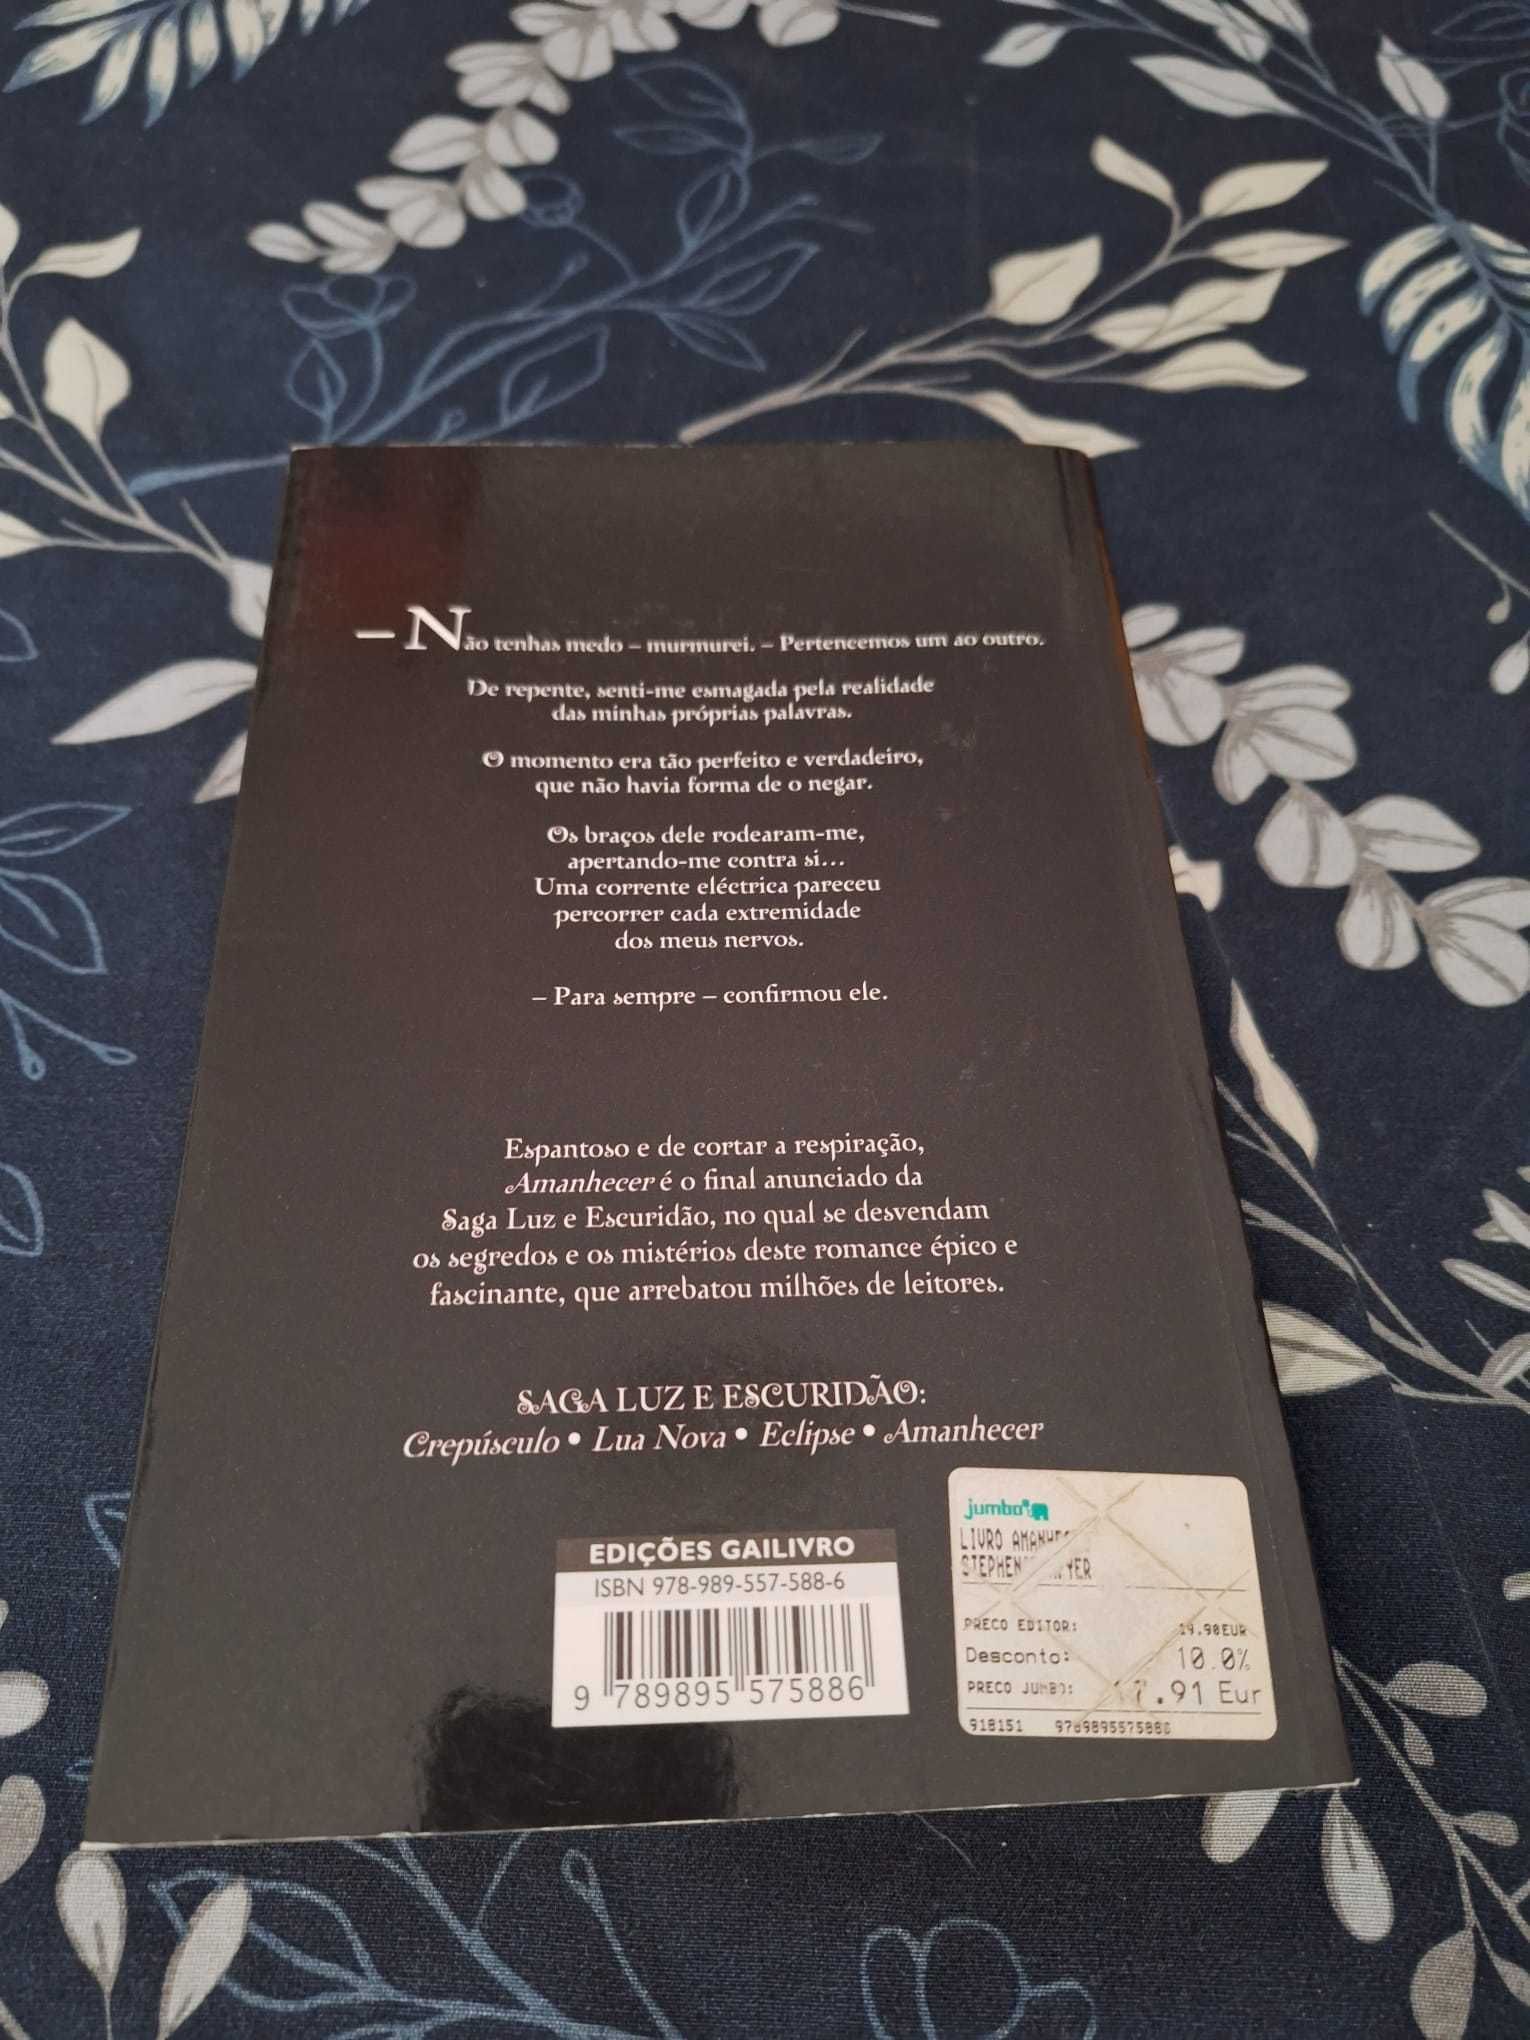 – Não tenhas medo – murmurei. – Pertencemos um ao outro.
De repente, senti-me esmagada pela realidade
das minhas próprias palavras.
O momento era tão perfeito e verdadeiro,
que não havia forma de o negar.
Os braços dele rodearam-me,
apertando-me contra si...
Uma corrente eléctrica pareceu
percorrer cada extremidade
dos meus nervos.
– Para sempre – confirmou ele.
Espantoso e de cortar a respiração,
Amanhecer é o final anunciado da
Saga Luz e Escuridão, no qual se desvendam
os segredos e os mistérios deste romance épico e
fascinante, que arrebatou milhões de leitores.
SAGA LUZ E ESCURIDÃO:
Crepúsculo • Lua Nova • Eclipse • Amanhecer
EDIÇÕES GAILIVRO
ISBN 978-989-557-588-6
9 789895 575886
jumbo
LIVRO
PRECO EDITOR: 19.90EUR
Desconto: 10.0%
PRECO JUMBO: 17.91 Eur
918151